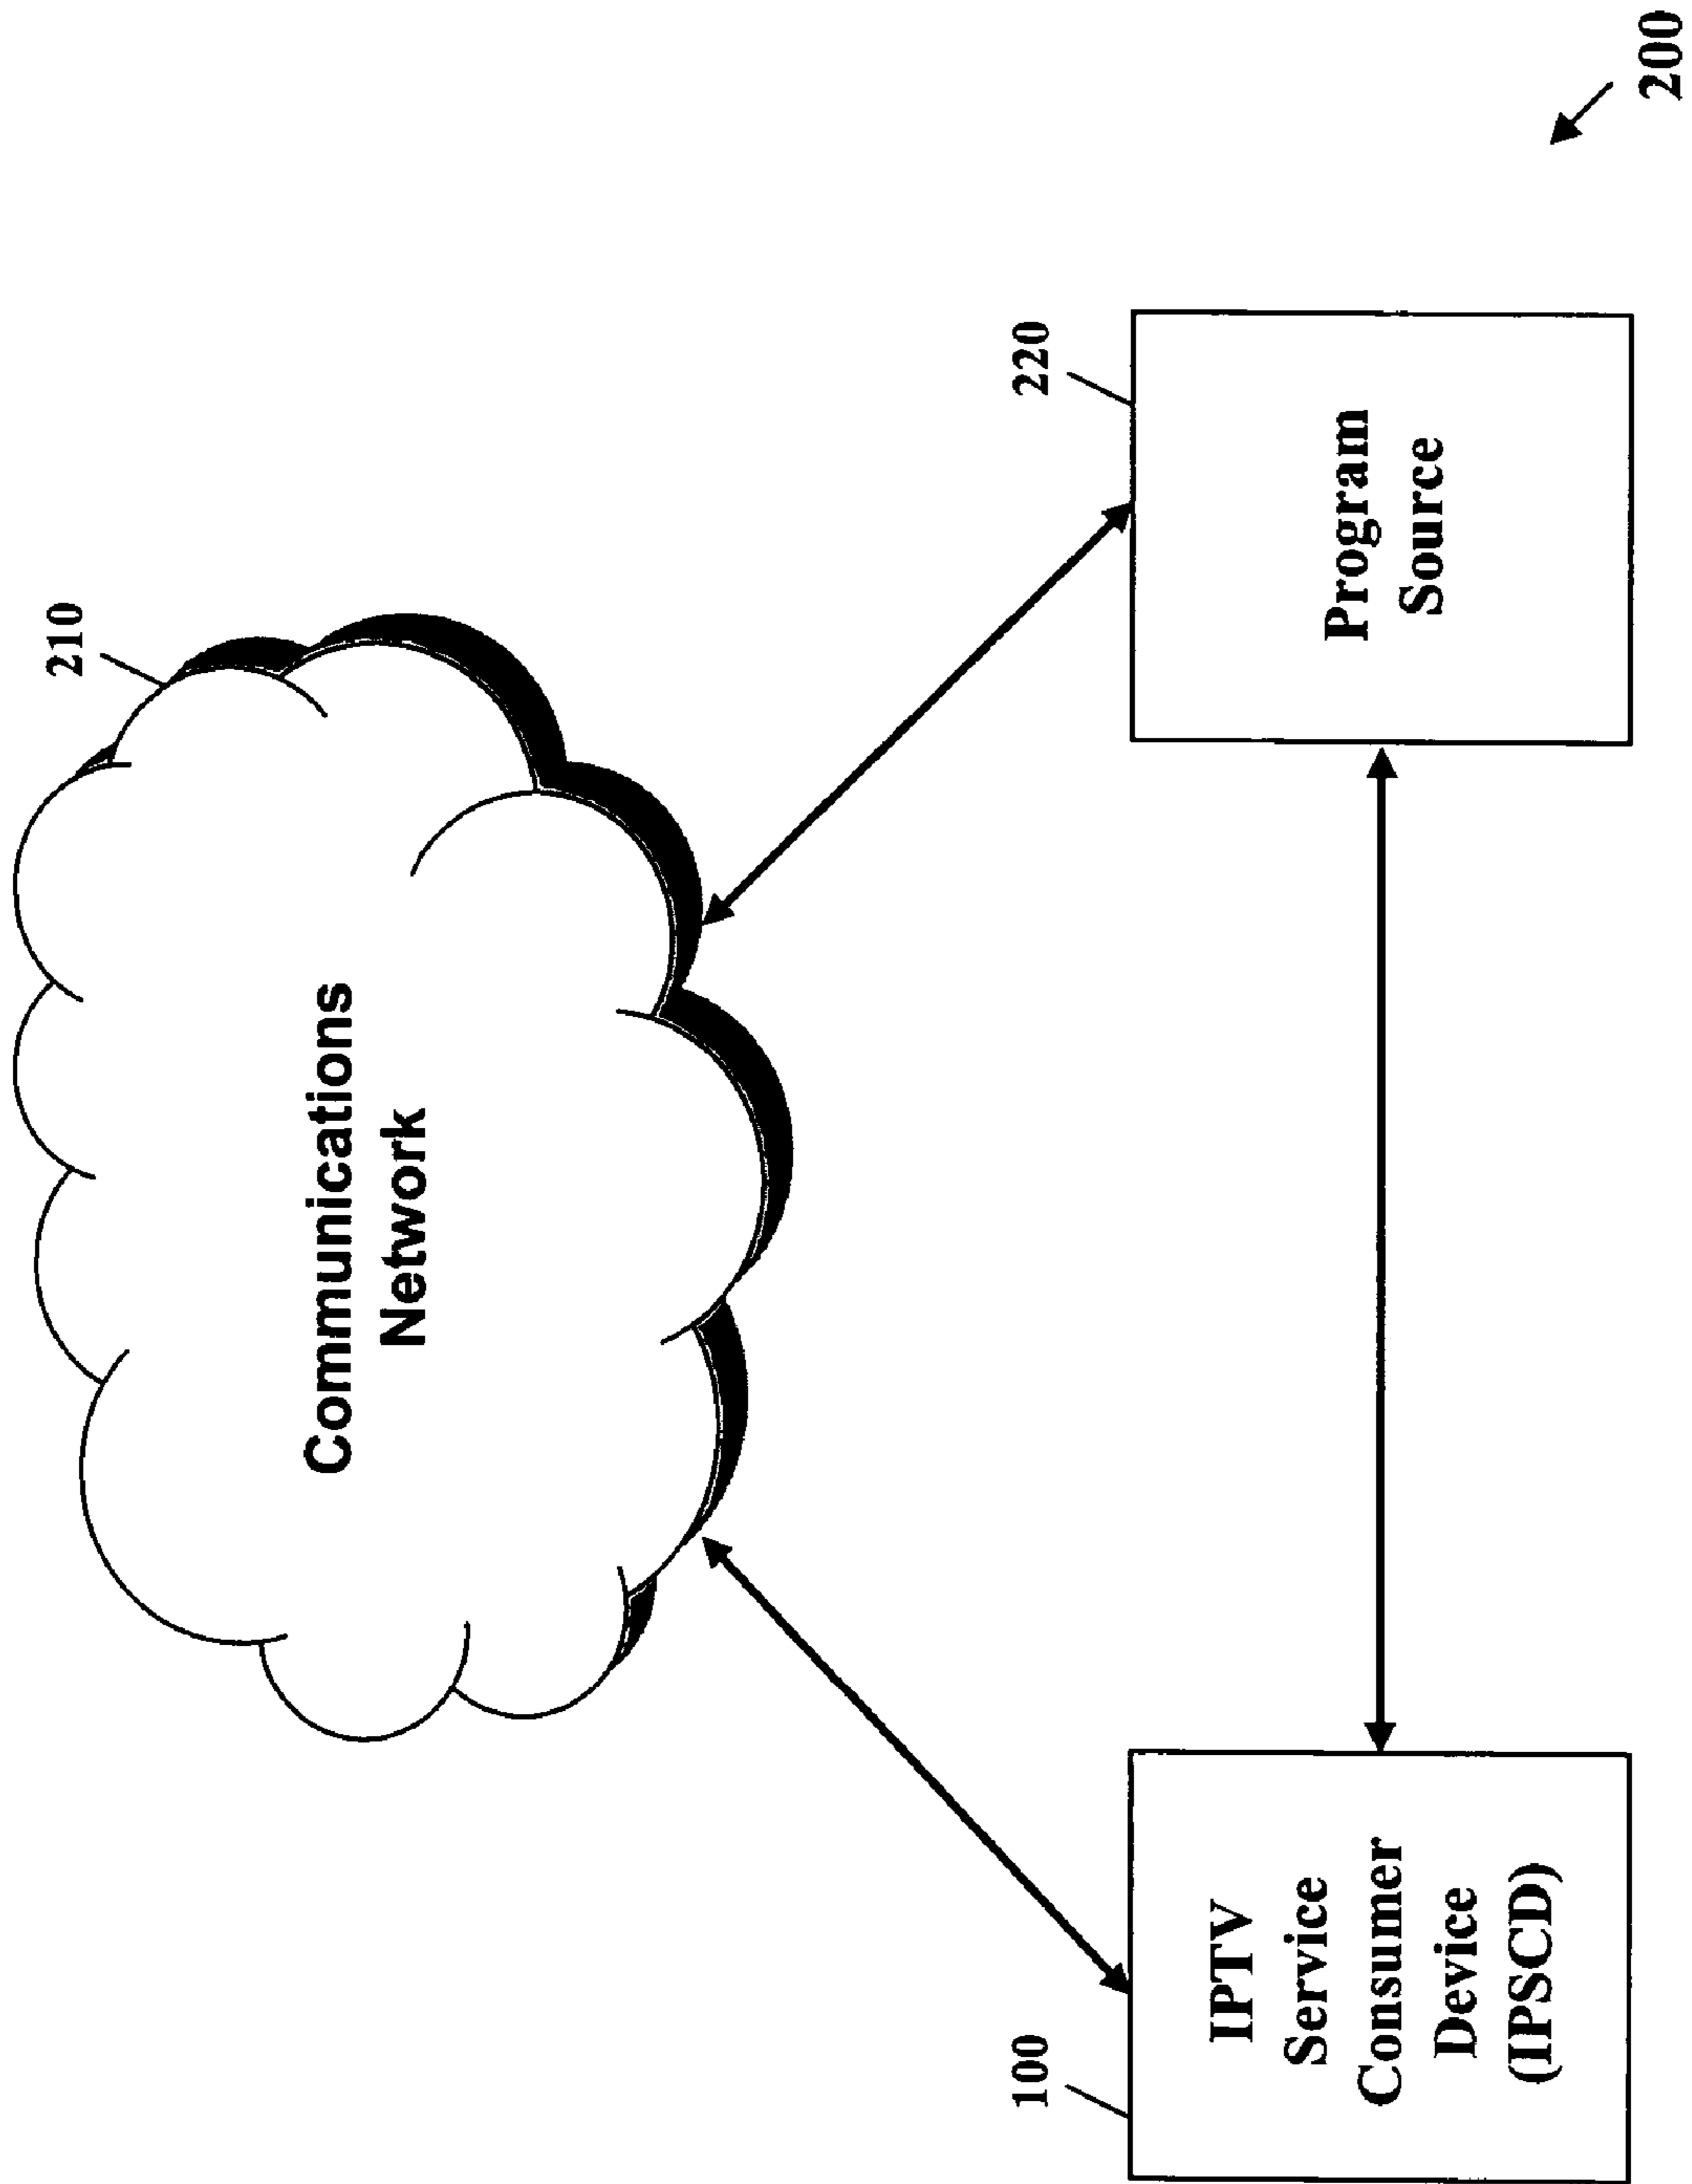 210
Communications
Network
100
IPTV
Service
Consumer
Device
(IPSCD)
220
Program
Source
200